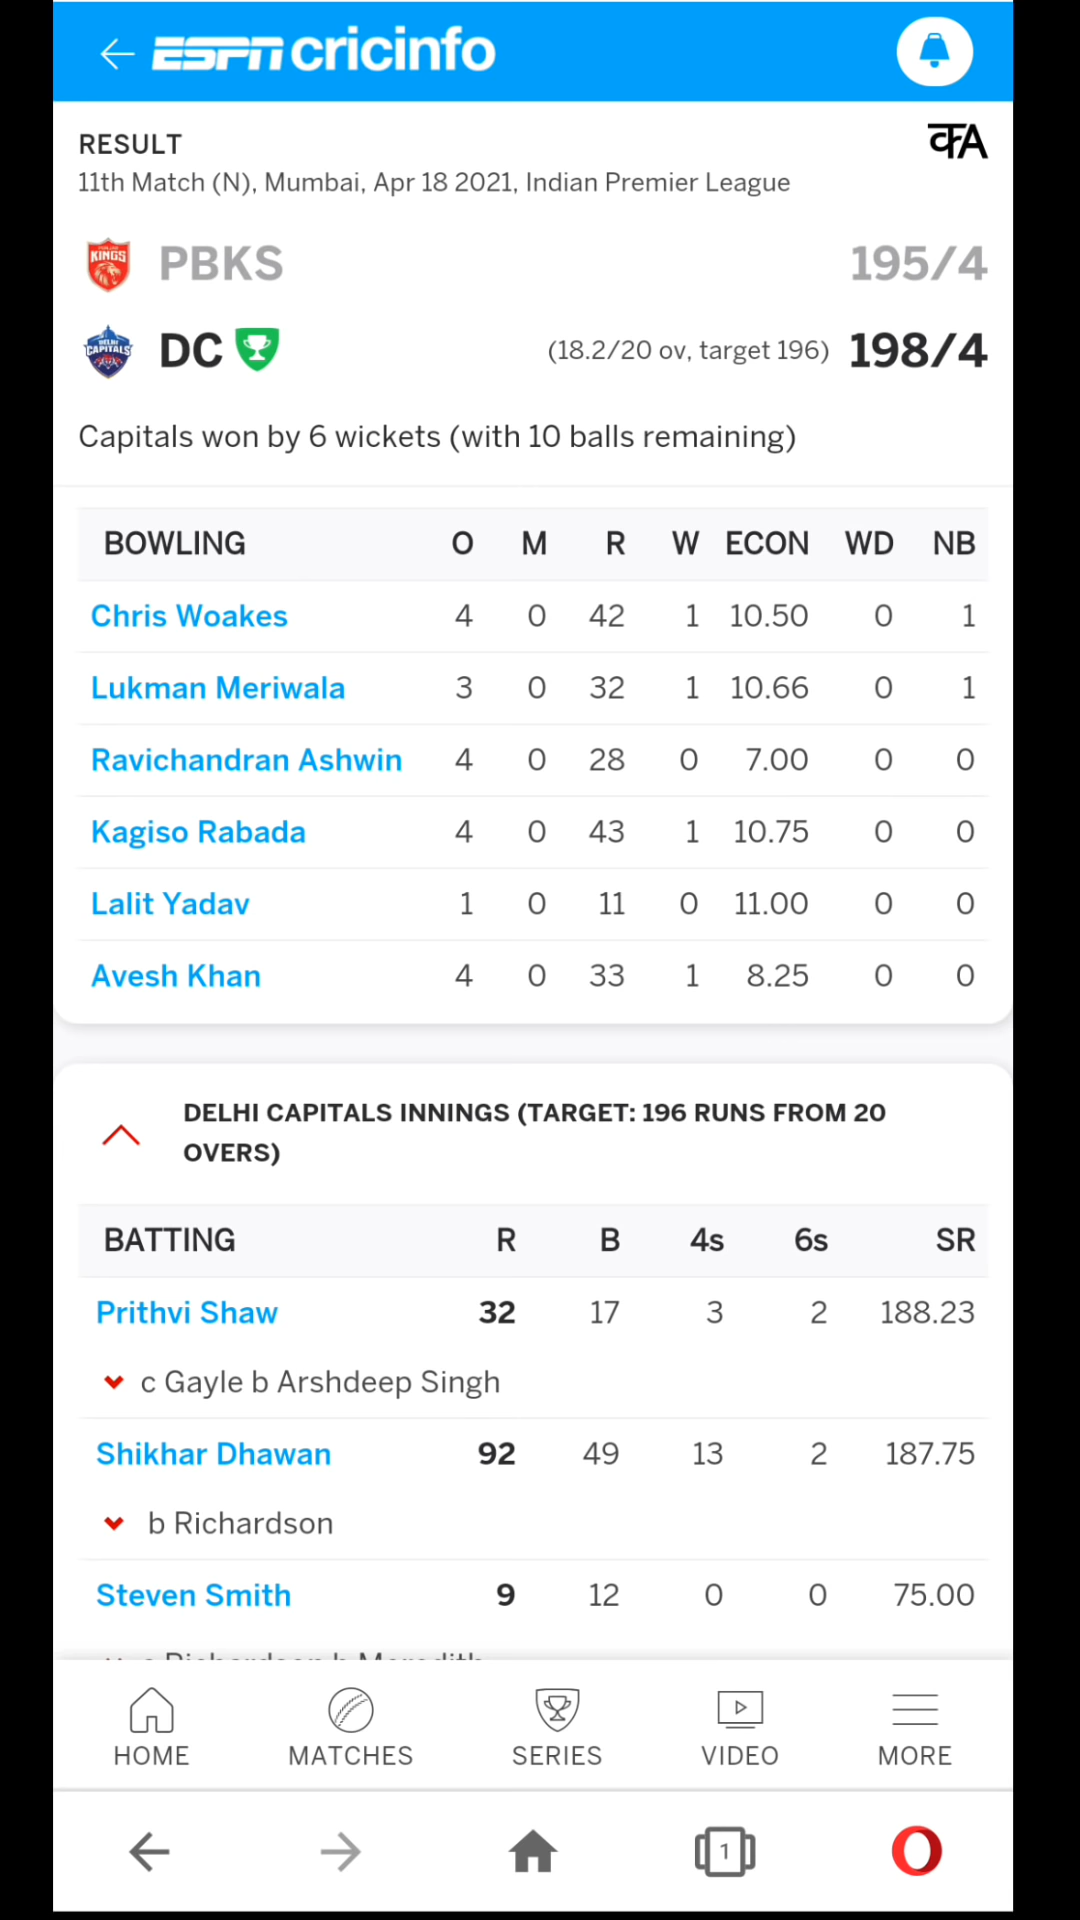 ESPN cricinfo
RESULT
11th Match (N), Mumbai, Apr 18 2021, Indian Premier League
KINGS
PBKS 195/4
DELHI CAPITALS
DC (18.2/20 ov, target 196) 198/4
Capitals won by 6 wickets (with 10 balls remaining)
BOWLING O M R W ECON WD NB
Chris Woakes 4 0 42 1 10.50 0 1
Lukman Meriwala 3 0 32 1 10.66 0 1
Ravichandran Ashwin 4 0 28 0 7.00 0 0
Kagiso Rabada 4 0 43 1 10.75 0 0
Lalit Yadav 1 0 11 0 11.00 0 0
Avesh Khan 4 0 33 1 8.25 0 0
DELHI CAPITALS INNINGS (TARGET: 196 RUNS FROM 20
OVERS)
BATTING R B 4s 6s SR
Prithvi Shaw 32 17 3 2 188.23
c Gayle b Arshdeep Singh
Shikhar Dhawan 92 49 13 2 187.75
b Richardson
Steven Smith 9 12 0 0 75.00
c Richardson b Meredith
HOME MATCHES SERIES VIDEO MORE
1